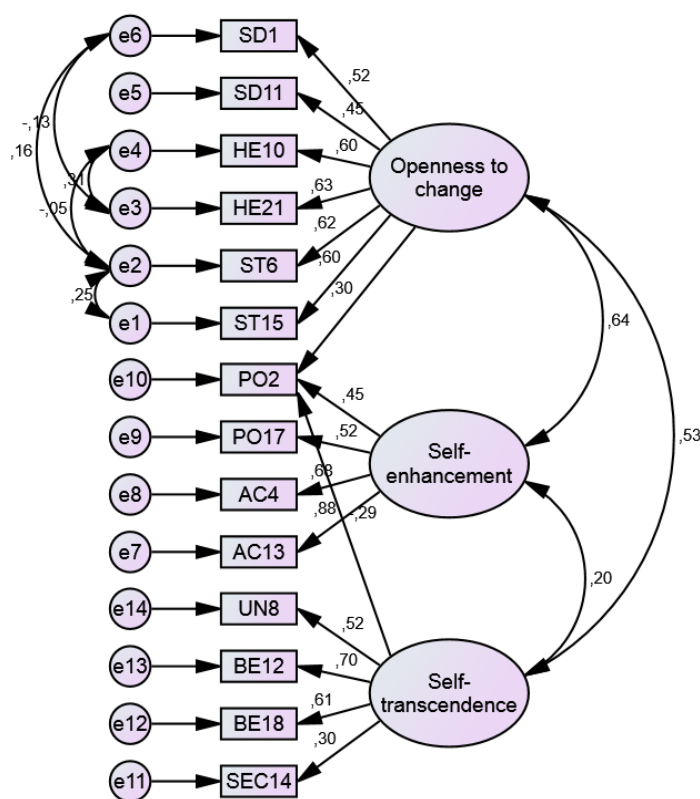 e6
SD1
,52
e5
SD11
,45
-,13
,16
e4
HE10
,60
Openness to
change
,31
-,05
e3
HE21
,63
e2
ST6
,62
,60
,25
e1
ST15
,30
,64
e10
PO2
,45
,53
e9
PO17
,52
Self-
enhancement
e8
AC4
,68
,88
-,29
e7
AC13
,20
e14
UN8
,52
e13
BE12
,70
Self-
transcendence
e12
BE18
,61
,30
e11
SEC14